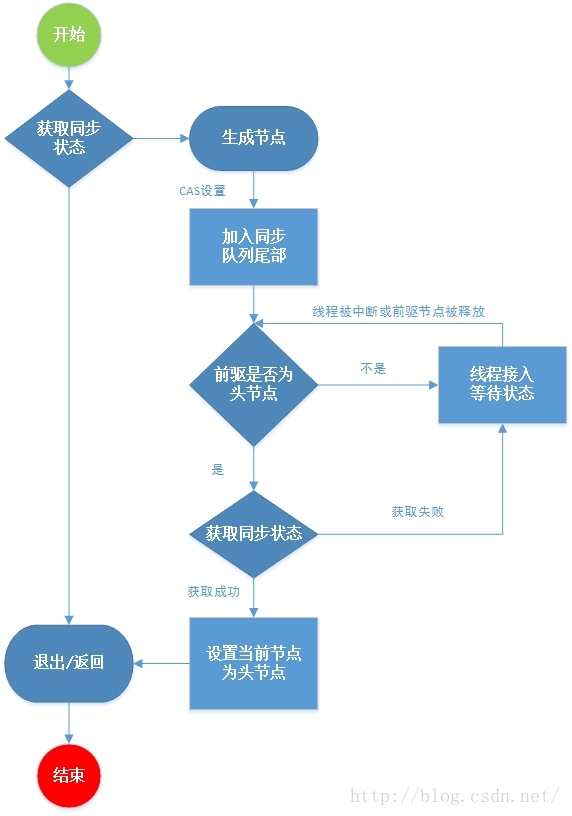 开始
获取同步
状态
生成节点
CAS设置
加入同步
队列尾部
线程被中断或前驱节点被释放
前驱是否为
头节点
不是
线程接入
等待状态
是
获取同步状态
获取失败
获取成功
退出/返回
设置当前节点
为头节点
结束
http://blog.csdn.net/